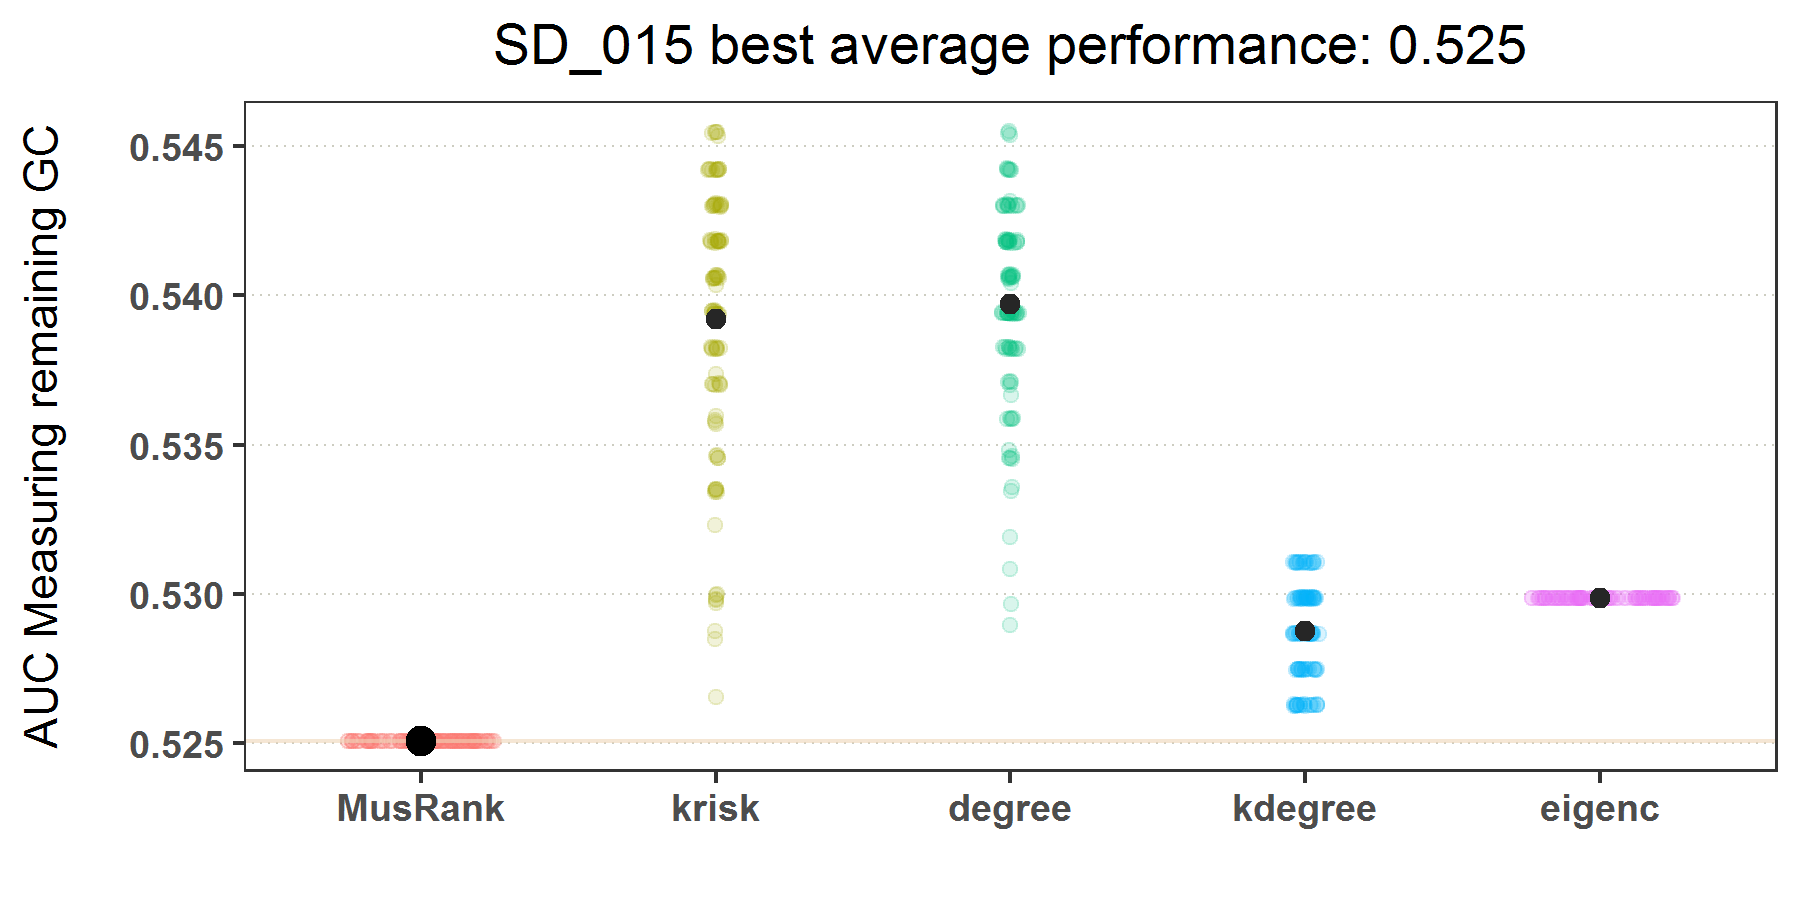 SD_015 best average performance: 0.525
AUC Measuring remaining GC
0.545
0.540
0.535
0.530
0.525
MusRank krisk degree kdegree eigenc